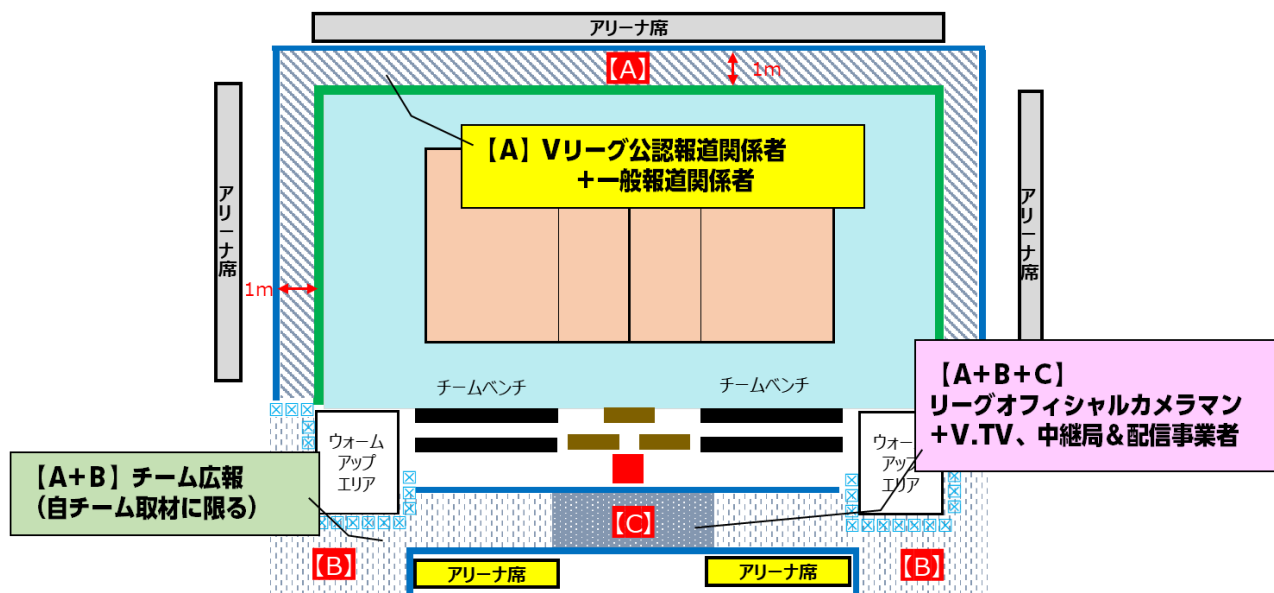 アリーナ席
【A】
1m
【A】Vリーグ公認報道関係者
＋一般報道関係者
アリーナ席
アリーナ席
1m
チームベンチ
チームベンチ
【A+B+C】
リーグオフィシャルカメラマン
＋V.TV、中継局＆配信事業者
ウォーム
アップ
エリア
ウォー
アップ
エリア
【A+B】チーム広報
（自チーム取材に限る）
【C】
【B】
【B】
アリーナ席
アリーナ席